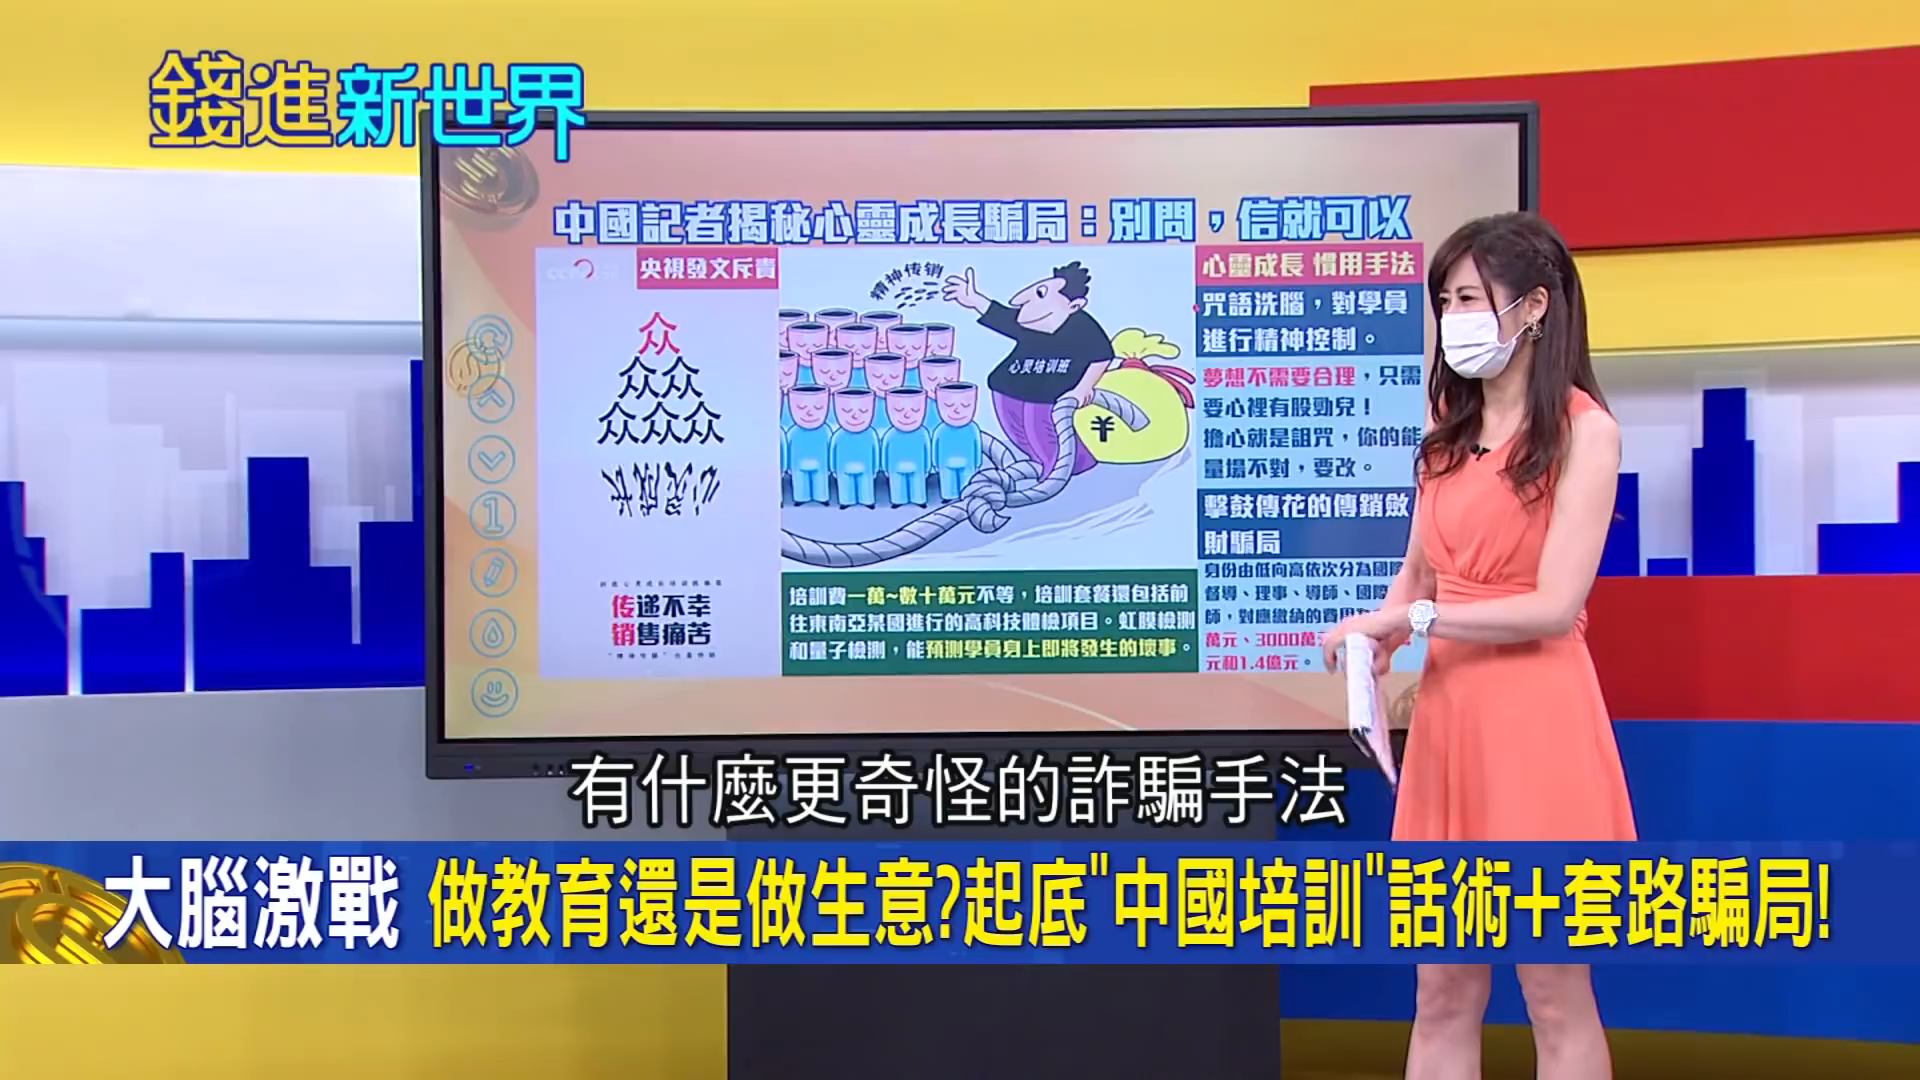 錢進新世界
中國記者揭秘心靈成長騙局：別問，信就可以
央視發文斥責
众
众众
众众众
心灵成长
传递不幸
销售痛苦
"精神传销"也是传销
精神传销
心灵培训班
¥
培訓費一萬~數十萬元不等，培訓套餐還包括前
往東南亞某國進行的高科技體檢項目。虹膜檢測
和量子檢測，能預測學員身上即將發生的壞事。
心靈成長 慣用手法
咒語洗腦，對學員
進行精神控制。
夢想不需要合理，只需
要心裡有股勁兒！
擔心就是詛咒，你的能
量場不對，要改。
擊鼓傳花的傳銷斂
財騙局
身份由低向高依次分為國際
督導、理事、導師、國際
師，對應繳納的費用
萬元、3000萬
元和1.4億元。
有什麼更奇怪的詐騙手法
大腦激戰 做教育還是做生意?起底"中國培訓"話術+套路騙局!